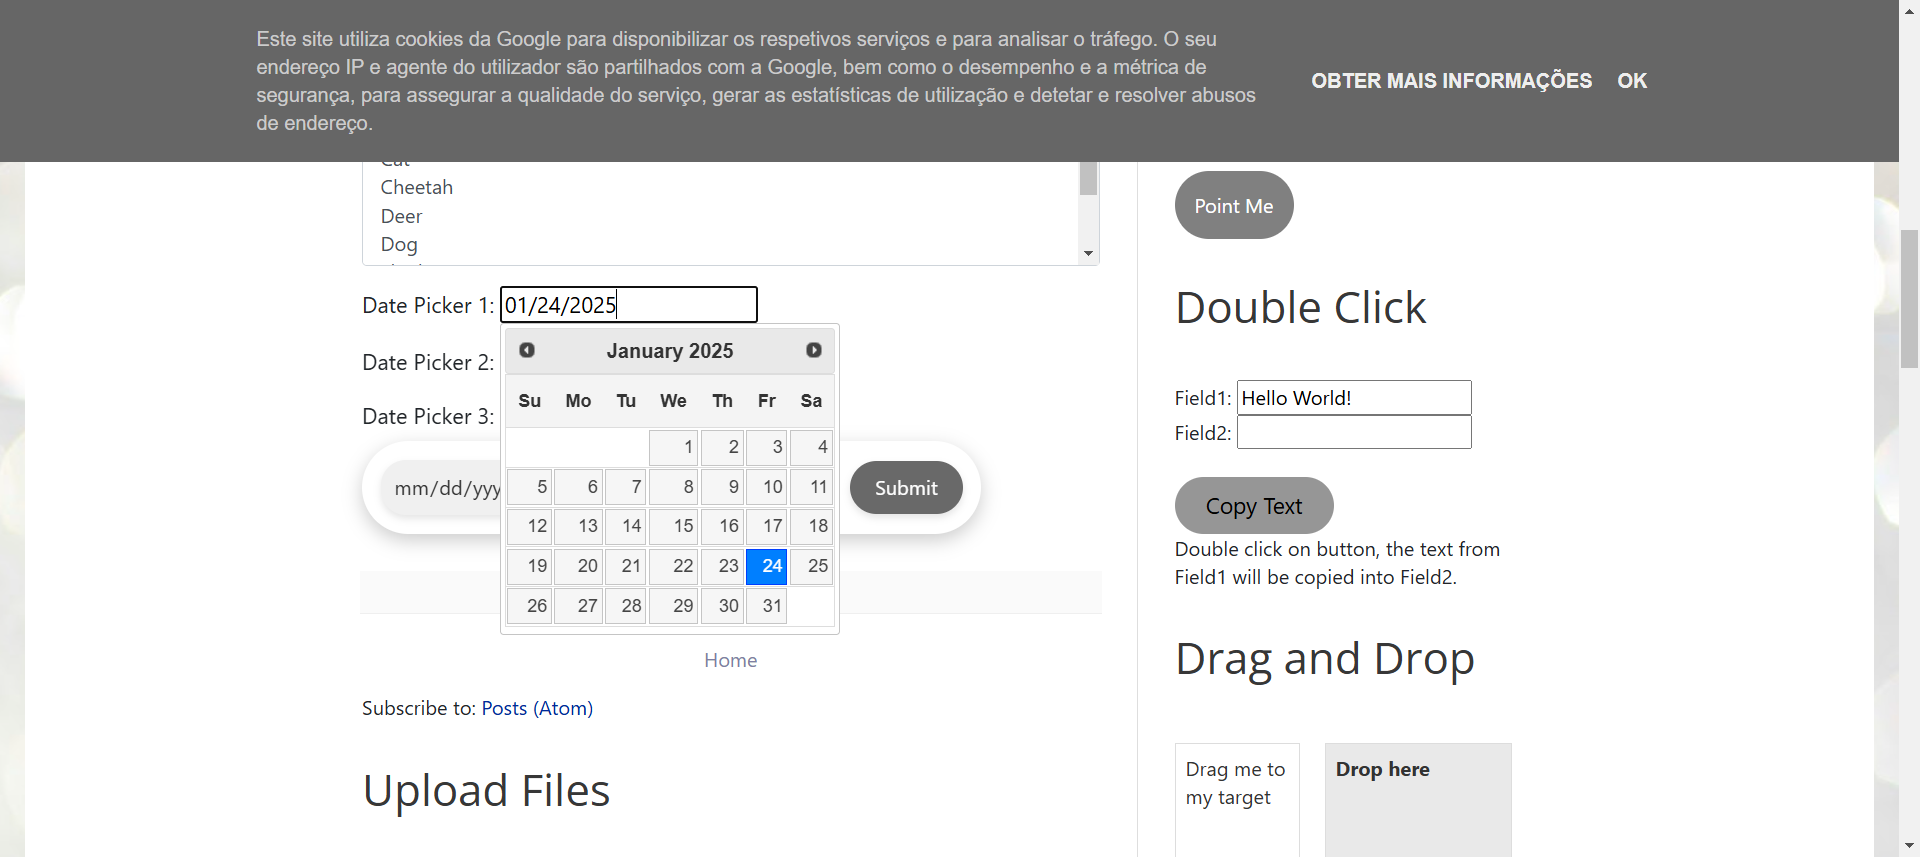 Este site utiliza cookies da Google para disponibilizar os respetivos serviços e para analisar o tráfego. O seu
endereço IP e agente do utilizador são partilhados com a Google, bem como o desempenho e a métrica de
segurança, para assegurar a qualidade do serviço, gerar as estatísticas de utilização e detetar e resolver abusos
de endereço.
OBTER MAIS INFORMAÇÕES OK
Cat
Cheetah
Deer
Dog
Date Picker 1: 01/24/2025
Date Picker 2:
Date Picker 3:
January 2025
Su Mo Tu We Th Fr Sa
1 2 3 4
5 6 7 8 9 10 11
12 13 14 15 16 17 18
19 20 21 22 23 24 25
26 27 28 29 30 31
mm/dd/yyy
Submit
Home
Subscribe to: Posts (Atom)
Upload Files
Point Me
Double Click
Field1: Hello World!
Field2:
Copy Text
Double click on button, the text from
Field1 will be copied into Field2.
Drag and Drop
Drag me to
my target
Drop here